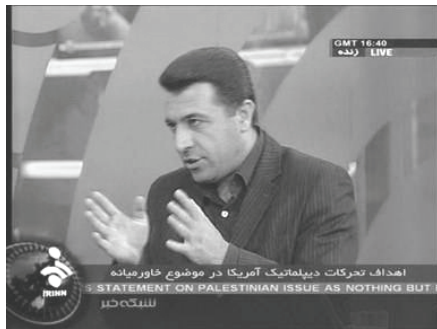 GMT 16:40
زنده LIVE
اهداف تحرکات دیپلماتیک آمریکا در موضوع خاورمیانه
IRINN
S STATEMENT ON PALESTINIAN ISSUE AS NOTHING BUT
شبکه خبر